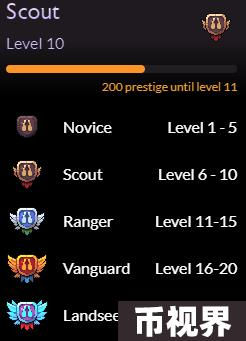 Scout
Level 10
200 prestige until level 11
Novice Level 1 - 5
Scout Level 6 - 10
Ranger Level 11-15
Vanguard Level 16-20
币视界